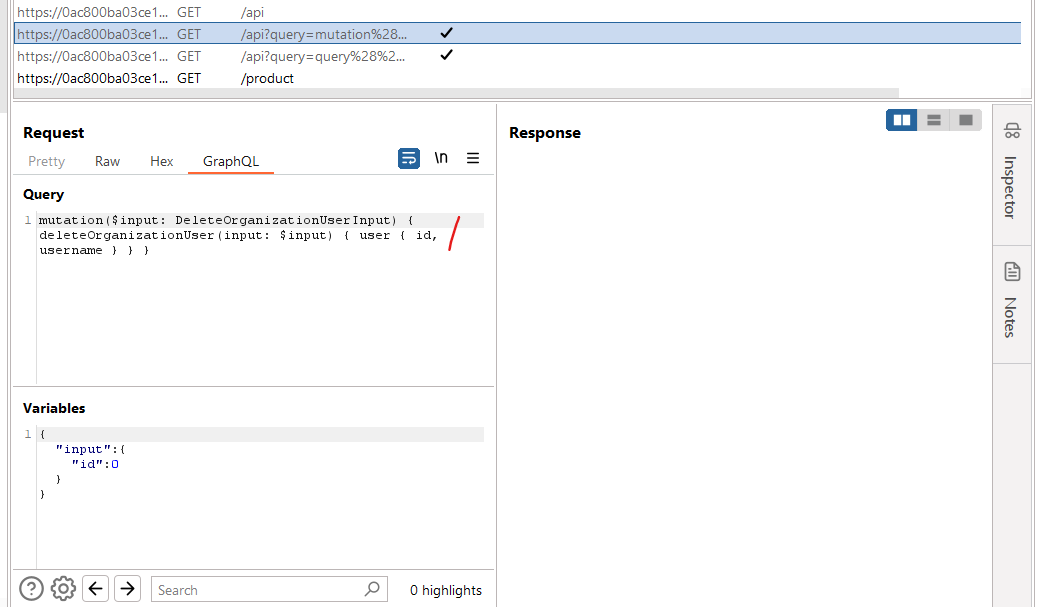 https://0ac800ba03ce1... GET /api
https://0ac800ba03ce1... GET /api?query=mutation%28...
https://0ac800ba03ce1... GET /api?query=query%28%2...
https://0ac800ba03ce1... GET /product
Request
Pretty Raw Hex GraphQL \n
Query
1 mutation($input: DeleteOrganizationUserInput) {
deleteOrganizationUser(input: $input) { user { id,
username } } }
Variables
1 {
"input":{
"id":0
}
}
Search
0 highlights
Response
Inspector
Notes